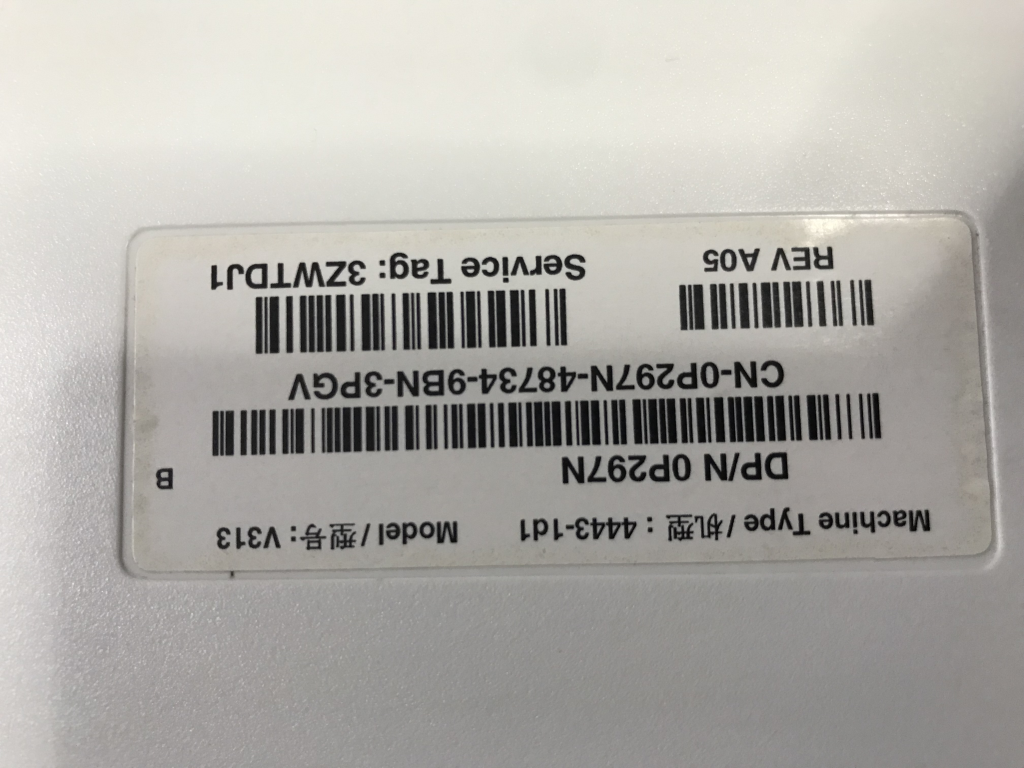 Machine Type / 机型：4443-1d1 Model / 型号：V313
DP/N 0P297N
B
CN-0P297N-48734-9BN-3PGV
REV A05 Service Tag: 3ZWTDJ1